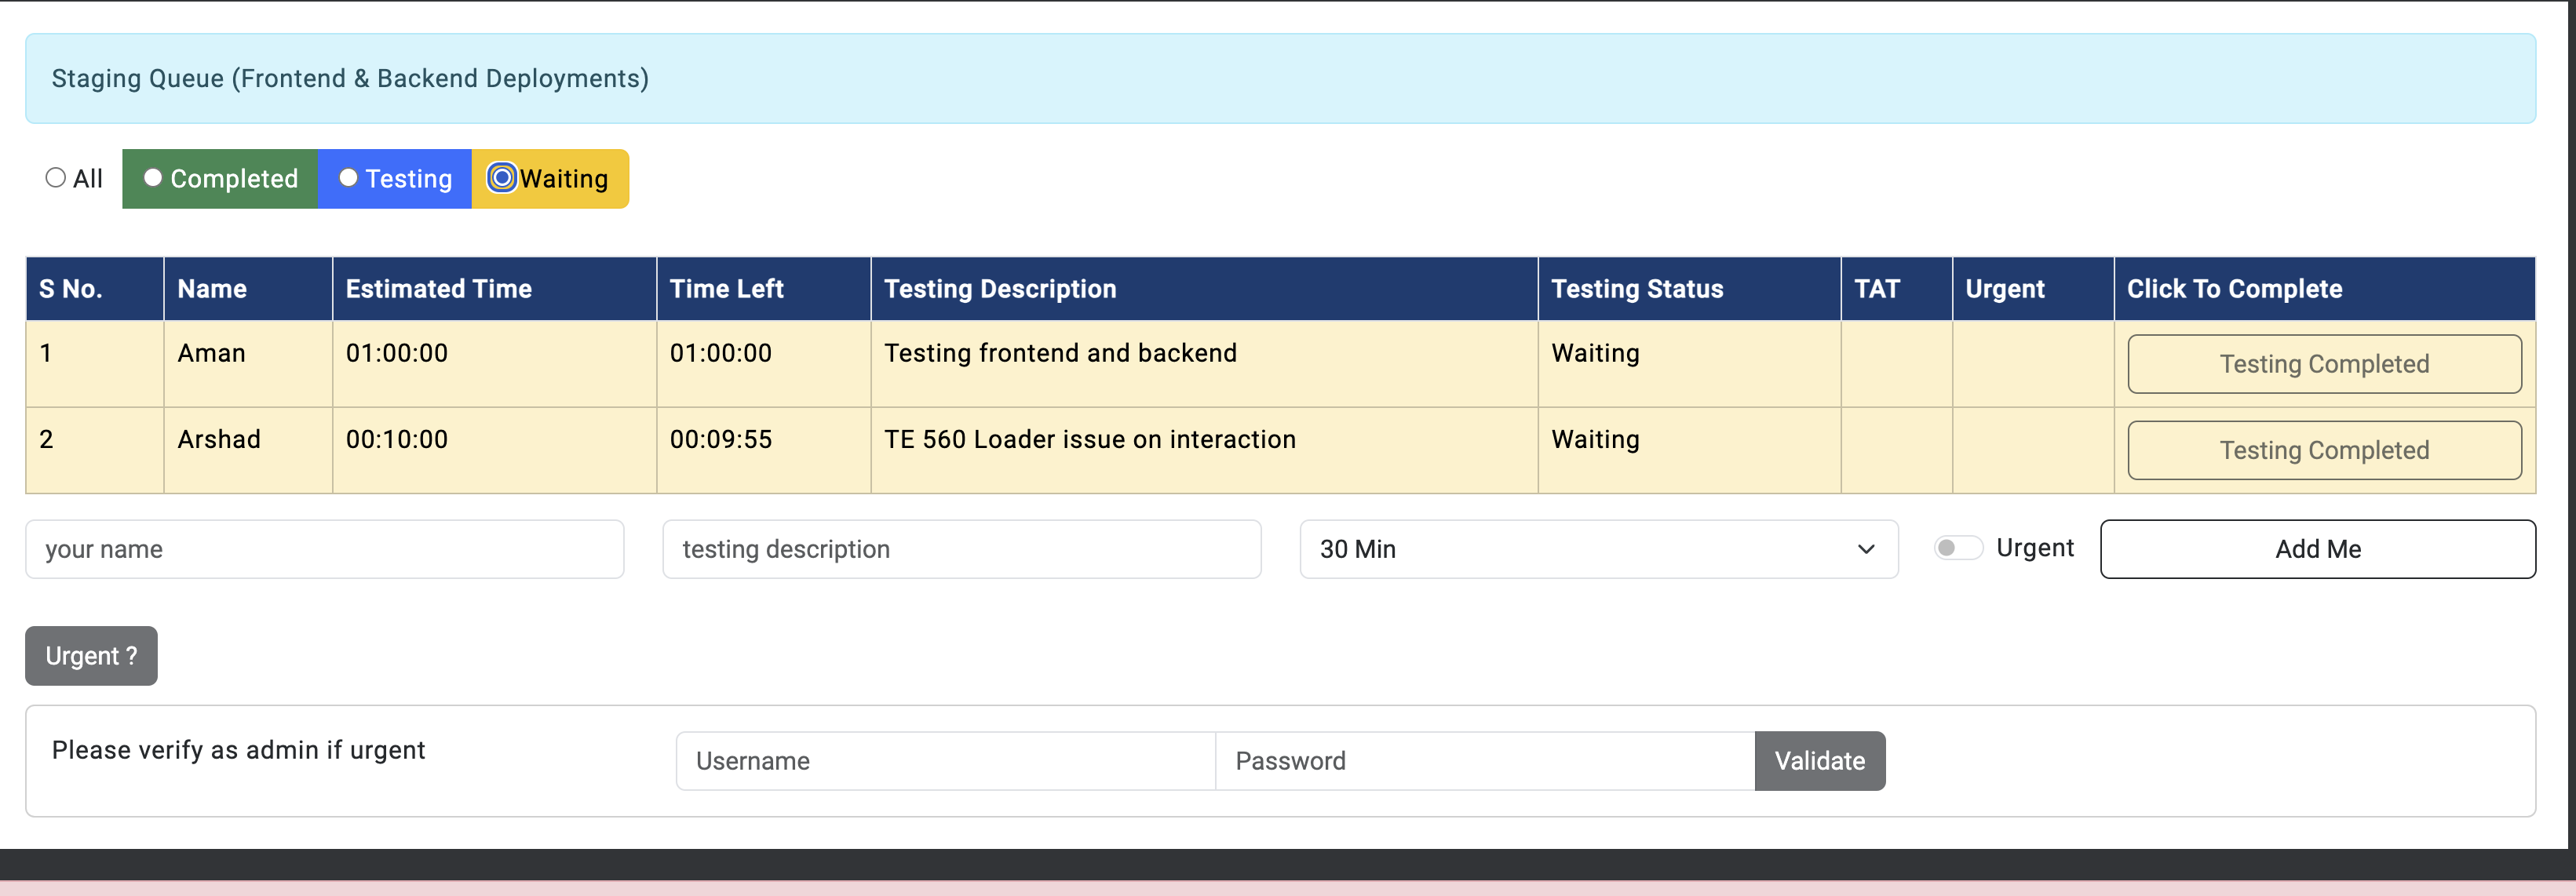 Staging Queue (Frontend & Backend Deployments)
All Completed Testing Waiting
S No. Name Estimated Time Time Left Testing Description Testing Status TAT Urgent Click To Complete
1 Aman 01:00:00 01:00:00 Testing frontend and backend Waiting Testing Completed
2 Arshad 00:10:00 00:09:55 TE 560 Loader issue on interaction Waiting Testing Completed
your name testing description 30 Min Urgent Add Me
Urgent ?
Please verify as admin if urgent Username Password Validate